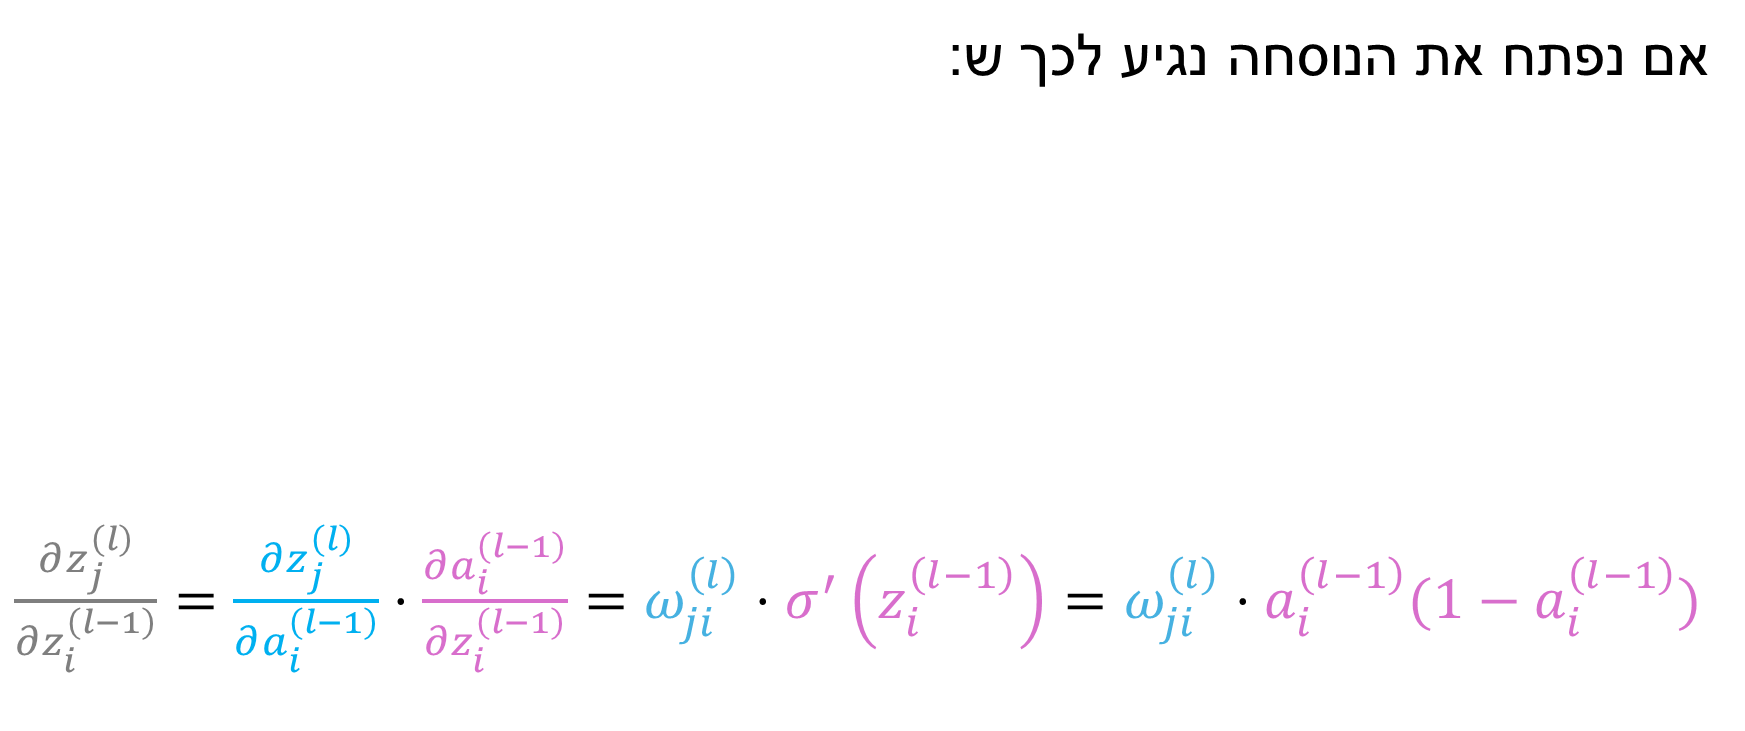 אם נפתח את הנוסחה נגיע לכך ש:
∂z_j^(l)/∂z_i^(l−1) = ∂z_j^(l)/∂a_i^(l−1) · ∂a_i^(l−1)/∂z_i^(l−1) = ω_ji^(l) · σ′(z_i^(l−1)) = ω_ji^(l) · a_i^(l−1)(1 − a_i^(l−1))